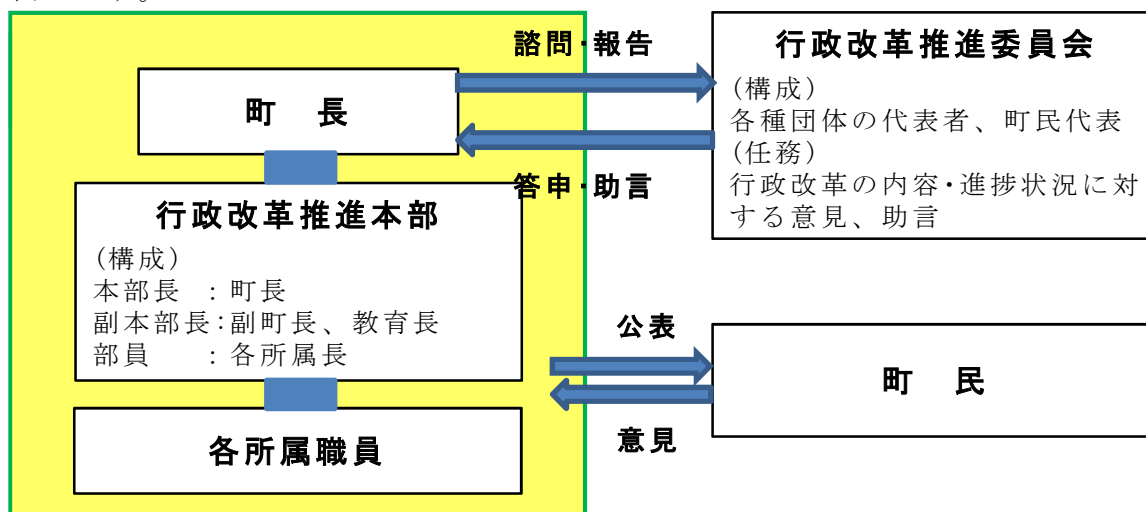 諮問・報告
行政改革推進委員会
(構成)
各種団体の代表者、町民代表
(任務)
行政改革の内容・進捗状況に対
する意見、助言
町　長
答申・助言
行政改革推進本部
(構成)
本部長　：町長
副本部長：副町長、教育長
部員　　：各所属長
公表
町　民
意見
各所属職員